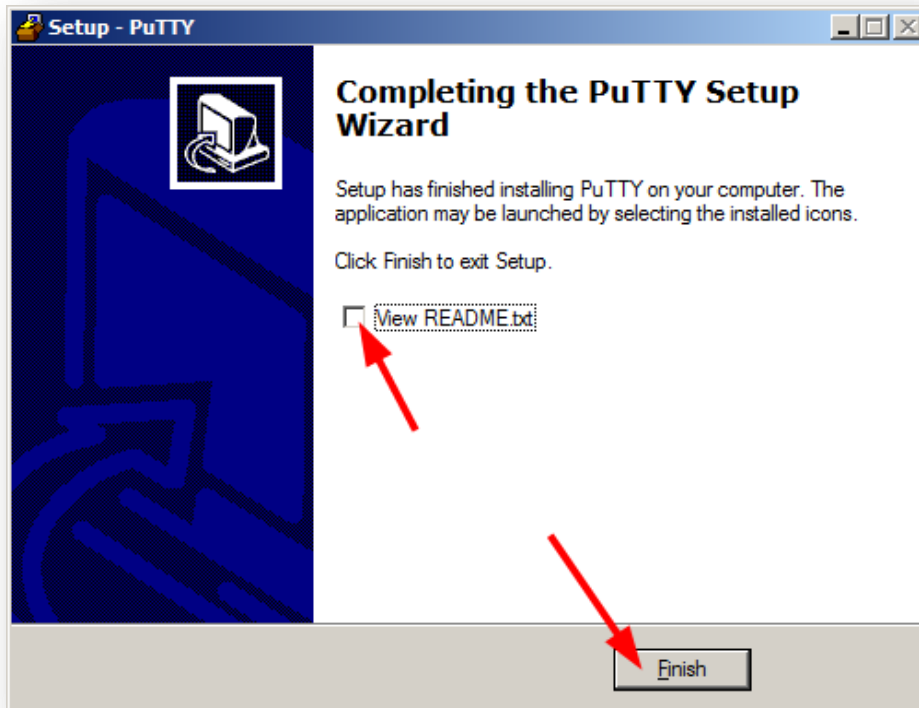 Setup - PuTTY
Completing the PuTTY Setup
Wizard
Setup has finished installing PuTTY on your computer. The
application may be launched by selecting the installed icons.
Click Finish to exit Setup.
View README.txt
Finish